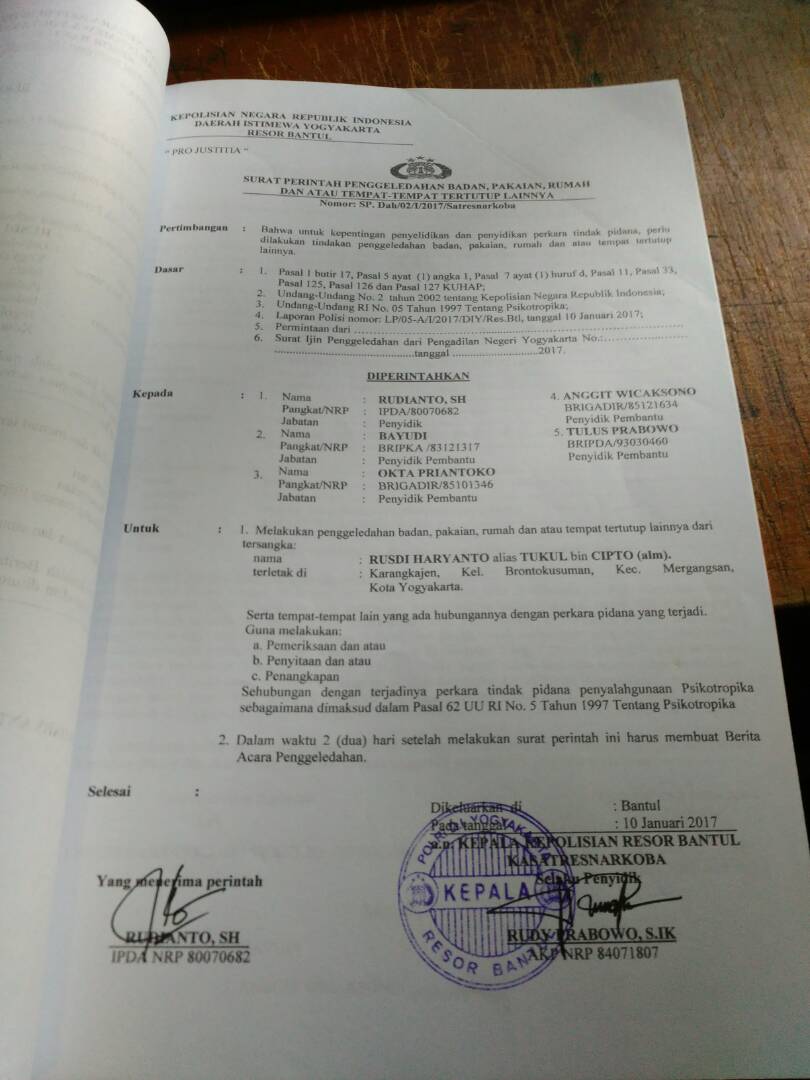 KEPOLISIAN NEGARA REPUBLIK INDONESIA
DAERAH ISTIMEWA YOGYAKARTA
RESOR BANTUL
" PRO JUSTITIA "
SURAT PERINTAH PENGGELEDAHAN BADAN, PAKAIAN, RUMAH
DAN ATAU TEMPAT-TEMPAT TERTUTUP LAINNYA
Nomor: SP. Dah/02/I/2017/Satresnarkoba
Pertimbangan : Bahwa untuk kepentingan penyelidikan dan penyidikan perkara tindak pidana, perlu
dilakukan tindakan penggeledahan badan, pakaian, rumah dan atau tempat tertutup
lainnya.
Dasar : 1. Pasal 1 butir 17, Pasal 5 ayat (1) angka 1, Pasal 7 ayat (1) huruf d, Pasal 11, Pasal 33,
Pasal 125, Pasal 126 dan Pasal 127 KUHAP;
2. Undang-Undang No. 2 tahun 2002 tentang Kepolisian Negara Republik Indonesia;
3. Undang-Undang RI No. 05 Tahun 1997 Tentang Psikotropika;
4. Laporan Polisi nomor: LP/05-A/I/2017/DIY/Res.Btl, tanggal 10 Januari 2017;
5. Permintaan dari ..................................................
6. Surat Ijin Penggeledahan dari Pengadilan Negeri Yogyakarta No.:....................
........................................tanggal .........................2017.
DIPERINTAHKAN
Kepada : 1. Nama : RUDIANTO, SH
Pangkat/NRP : IPDA/80070682
Jabatan : Penyidik
2. Nama : BAYUDI
Pangkat/NRP : BRIPKA /83121317
Jabatan : Penyidik Pembantu
3. Nama : OKTA PRIANTOKO
Pangkat/NRP : BRIGADIR/85101346
Jabatan : Penyidik Pembantu
4. ANGGIT WICAKSONO
BRIGADIR/85121634
Penyidik Pembantu
5. TULUS PRABOWO
BRIPDA/93030460
Penyidik Pembantu
Untuk : 1. Melakukan penggeledahan badan, pakaian, rumah dan atau tempat tertutup lainnya dari
tersangka:
nama : RUSDI HARYANTO alias TUKUL bin CIPTO (alm).
terletak di : Karangkajen, Kel. Brontokusuman, Kec. Mergangsan,
Kota Yogyakarta.
Serta tempat-tempat lain yang ada hubungannya dengan perkara pidana yang terjadi.
Guna melakukan:
a. Pemeriksaan dan atau
b. Penyitaan dan atau
c. Penangkapan
Sehubungan dengan terjadinya perkara tindak pidana penyalahgunaan Psikotropika
sebagaimana dimaksud dalam Pasal 62 UU RI No. 5 Tahun 1997 Tentang Psikotropika
2. Dalam waktu 2 (dua) hari setelah melakukan surat perintah ini harus membuat Berita
Acara Penggeledahan.
Selesai :
Dikeluarkan di : Bantul
Pada tanggal : 10 Januari 2017
a.n. KEPALA KEPOLISIAN RESOR BANTUL
KASATRESNARKOBA
Selaku Penyidik
RUDY PRABOWO, S.IK
AKP NRP 84071807
Yang menerima perintah
RUDIANTO, SH
IPDA NRP 80070682
YOGYAKARTA
KEPALA
RESOR BANTUL